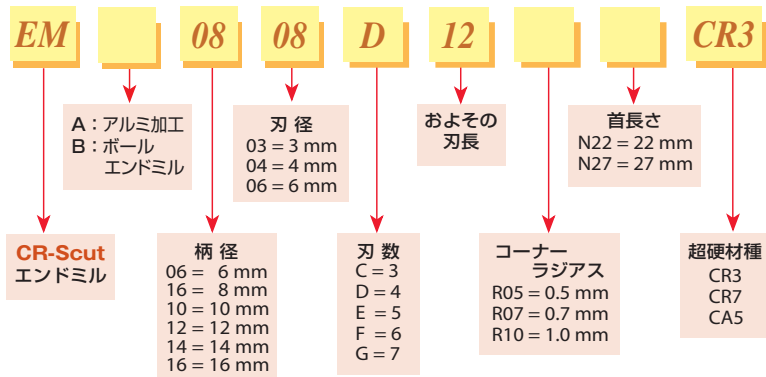 EM 08 08 D 12 CR3
A：アルミ加工
B：ボール
エンドミル
刃 径
03 = 3 mm
04 = 4 mm
06 = 6 mm
およその
刃長
首長さ
N22 = 22 mm
N27 = 27 mm
CR-Scut
エンドミル
柄 径
06 = 6 mm
16 = 8 mm
10 = 10 mm
12 = 12 mm
14 = 14 mm
16 = 16 mm
刃 数
C = 3
D = 4
E = 5
F = 6
G = 7
コーナー
ラジアス
R05 = 0.5 mm
R07 = 0.7 mm
R10 = 1.0 mm
超硬材種
CR3
CR7
CA5